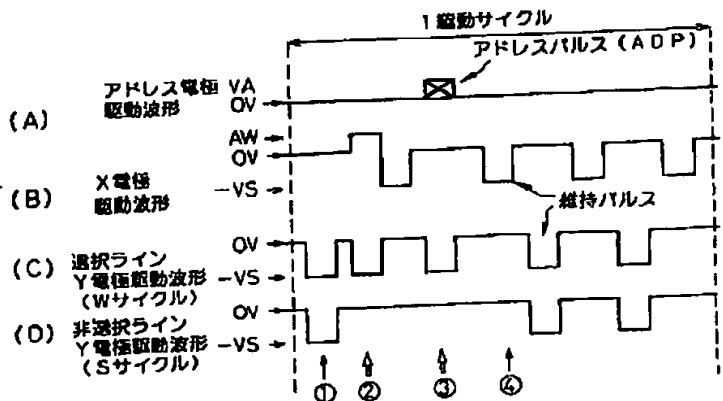 1駆動サイクル
アドレスパルス(ADP)
アドレス電極 VA
駆動波形 0V
(A)
AW
0V
(B) X電極
駆動波形 -VS
維持パルス
0V
(C) 選択ライン
Y電極駆動波形 -VS
(Wサイクル)
0V
(D) 非選択ライン
Y電極駆動波形 -VS
(Sサイクル)
① ② ③ ④